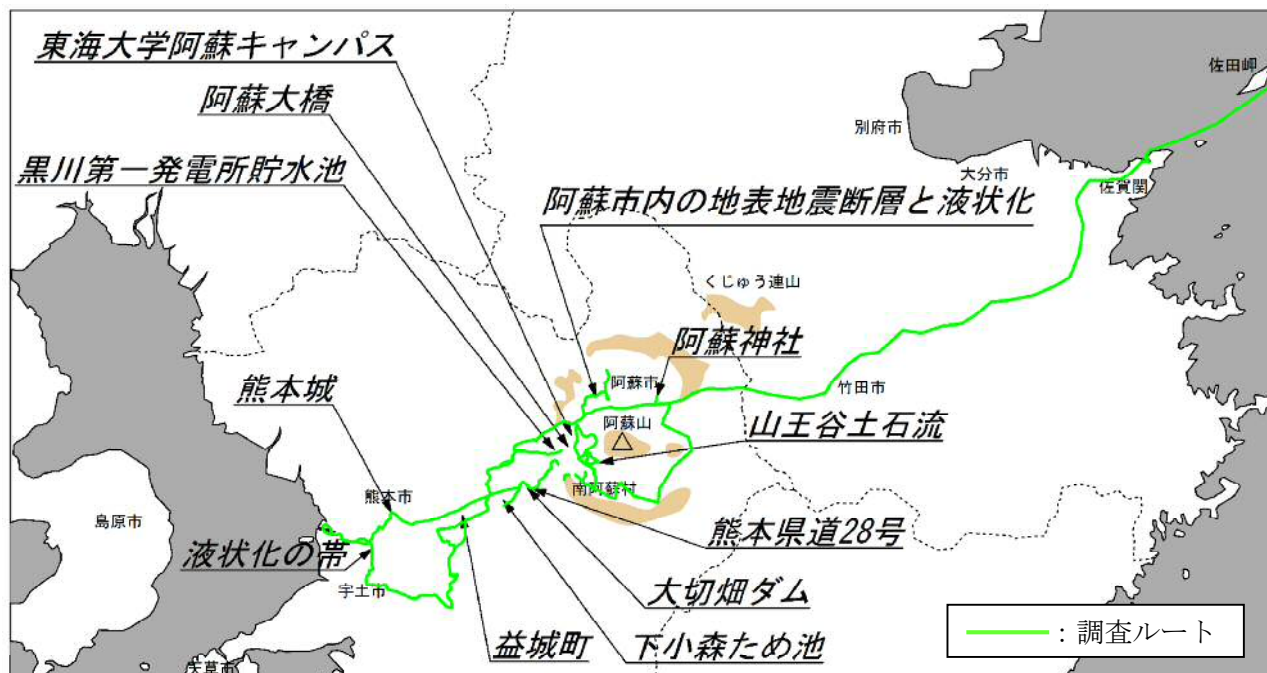 東海大学阿蘇キャンパス
佐田岬
阿蘇大橋
別府市
黒川第一発電所貯水池
大分市
佐賀関
阿蘇市内の地表地震断層と液状化
くじゅう連山
阿蘇神社
熊本城
阿蘇市
竹田市
阿蘇山
山王谷土石流
熊本市
南阿蘇村
島原市
熊本県道28号
液状化の帯
宇土市
大切畑ダム
益城町
下小森ため池
:調査ルート
天草市